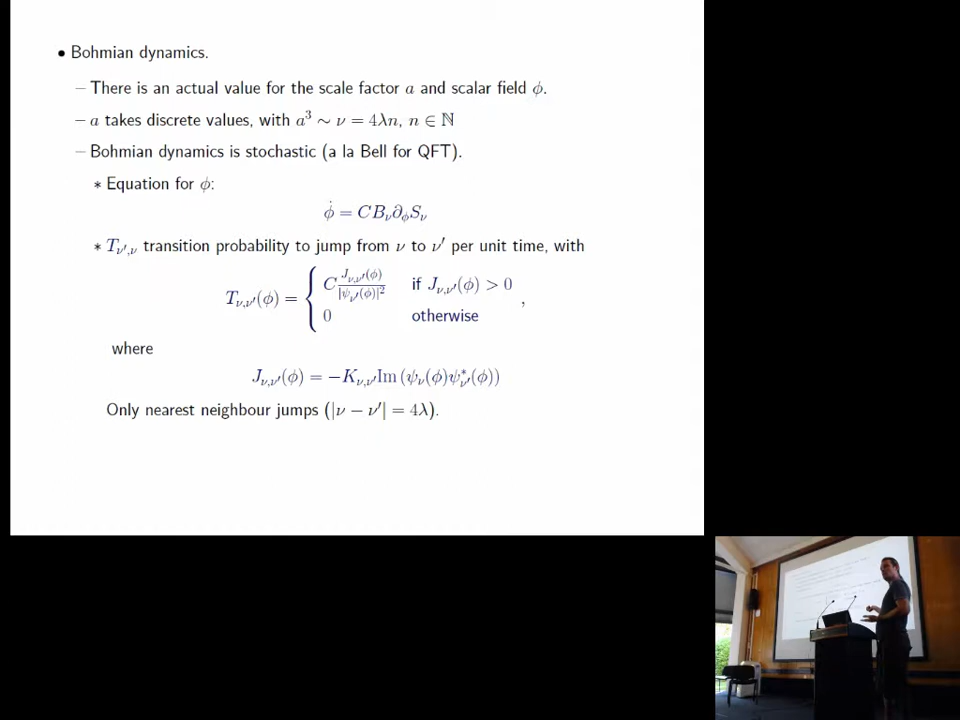 • Bohmian dynamics.
– There is an actual value for the scale factor a and scalar field ϕ.
– a takes discrete values, with a³ ∼ ν = 4λn, n ∈ ℕ
– Bohmian dynamics is stochastic (a la Bell for QFT).
∗ Equation for ϕ:
ϕ̇ = CB_ν∂_ϕS_ν
∗ T_{ν′,ν} transition probability to jump from ν to ν′ per unit time, with
T_{ν,ν′}(ϕ) = { C J_{ν,ν′}(ϕ) / |ψ_{ν′}(ϕ)|² if J_{ν,ν′}(ϕ) > 0
0 otherwise ,
where
J_{ν,ν′}(ϕ) = −K_{ν,ν′}Im (ψ_ν(ϕ)ψ*_{ν′}(ϕ))
Only nearest neighbour jumps (|ν − ν′| = 4λ).